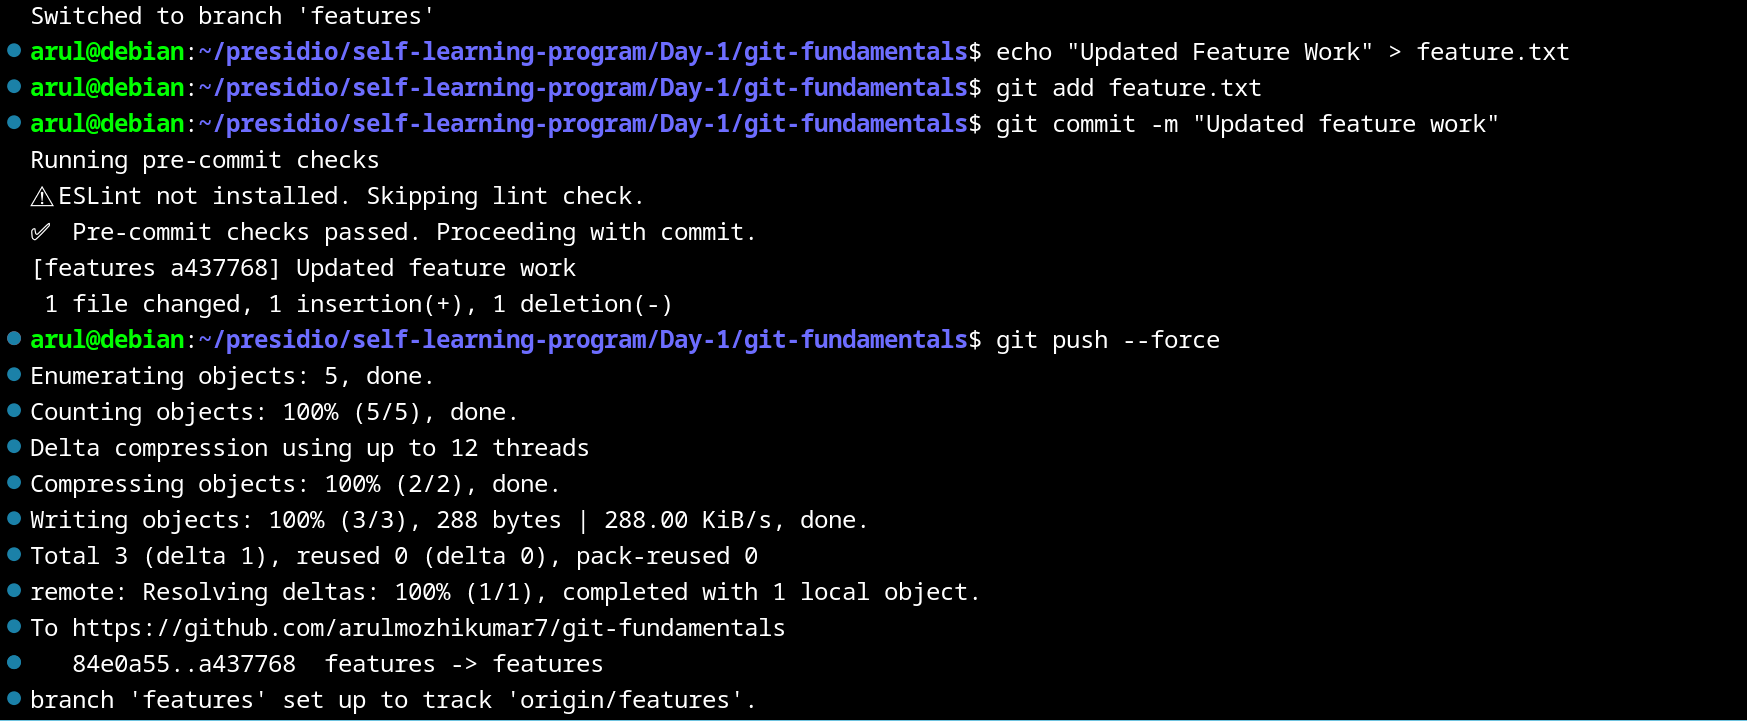 Switched to branch 'features'
arul@debian:~/presidio/self-learning-program/Day-1/git-fundamentals$ echo "Updated Feature Work" > feature.txt
arul@debian:~/presidio/self-learning-program/Day-1/git-fundamentals$ git add feature.txt
arul@debian:~/presidio/self-learning-program/Day-1/git-fundamentals$ git commit -m "Updated feature work"
Running pre-commit checks
⚠ESLint not installed. Skipping lint check.
✅ Pre-commit checks passed. Proceeding with commit.
[features a437768] Updated feature work
 1 file changed, 1 insertion(+), 1 deletion(-)
arul@debian:~/presidio/self-learning-program/Day-1/git-fundamentals$ git push --force
Enumerating objects: 5, done.
Counting objects: 100% (5/5), done.
Delta compression using up to 12 threads
Compressing objects: 100% (2/2), done.
Writing objects: 100% (3/3), 288 bytes | 288.00 KiB/s, done.
Total 3 (delta 1), reused 0 (delta 0), pack-reused 0
remote: Resolving deltas: 100% (1/1), completed with 1 local object.
To https://github.com/arulmozhikumar7/git-fundamentals
   84e0a55..a437768  features -> features
branch 'features' set up to track 'origin/features'.